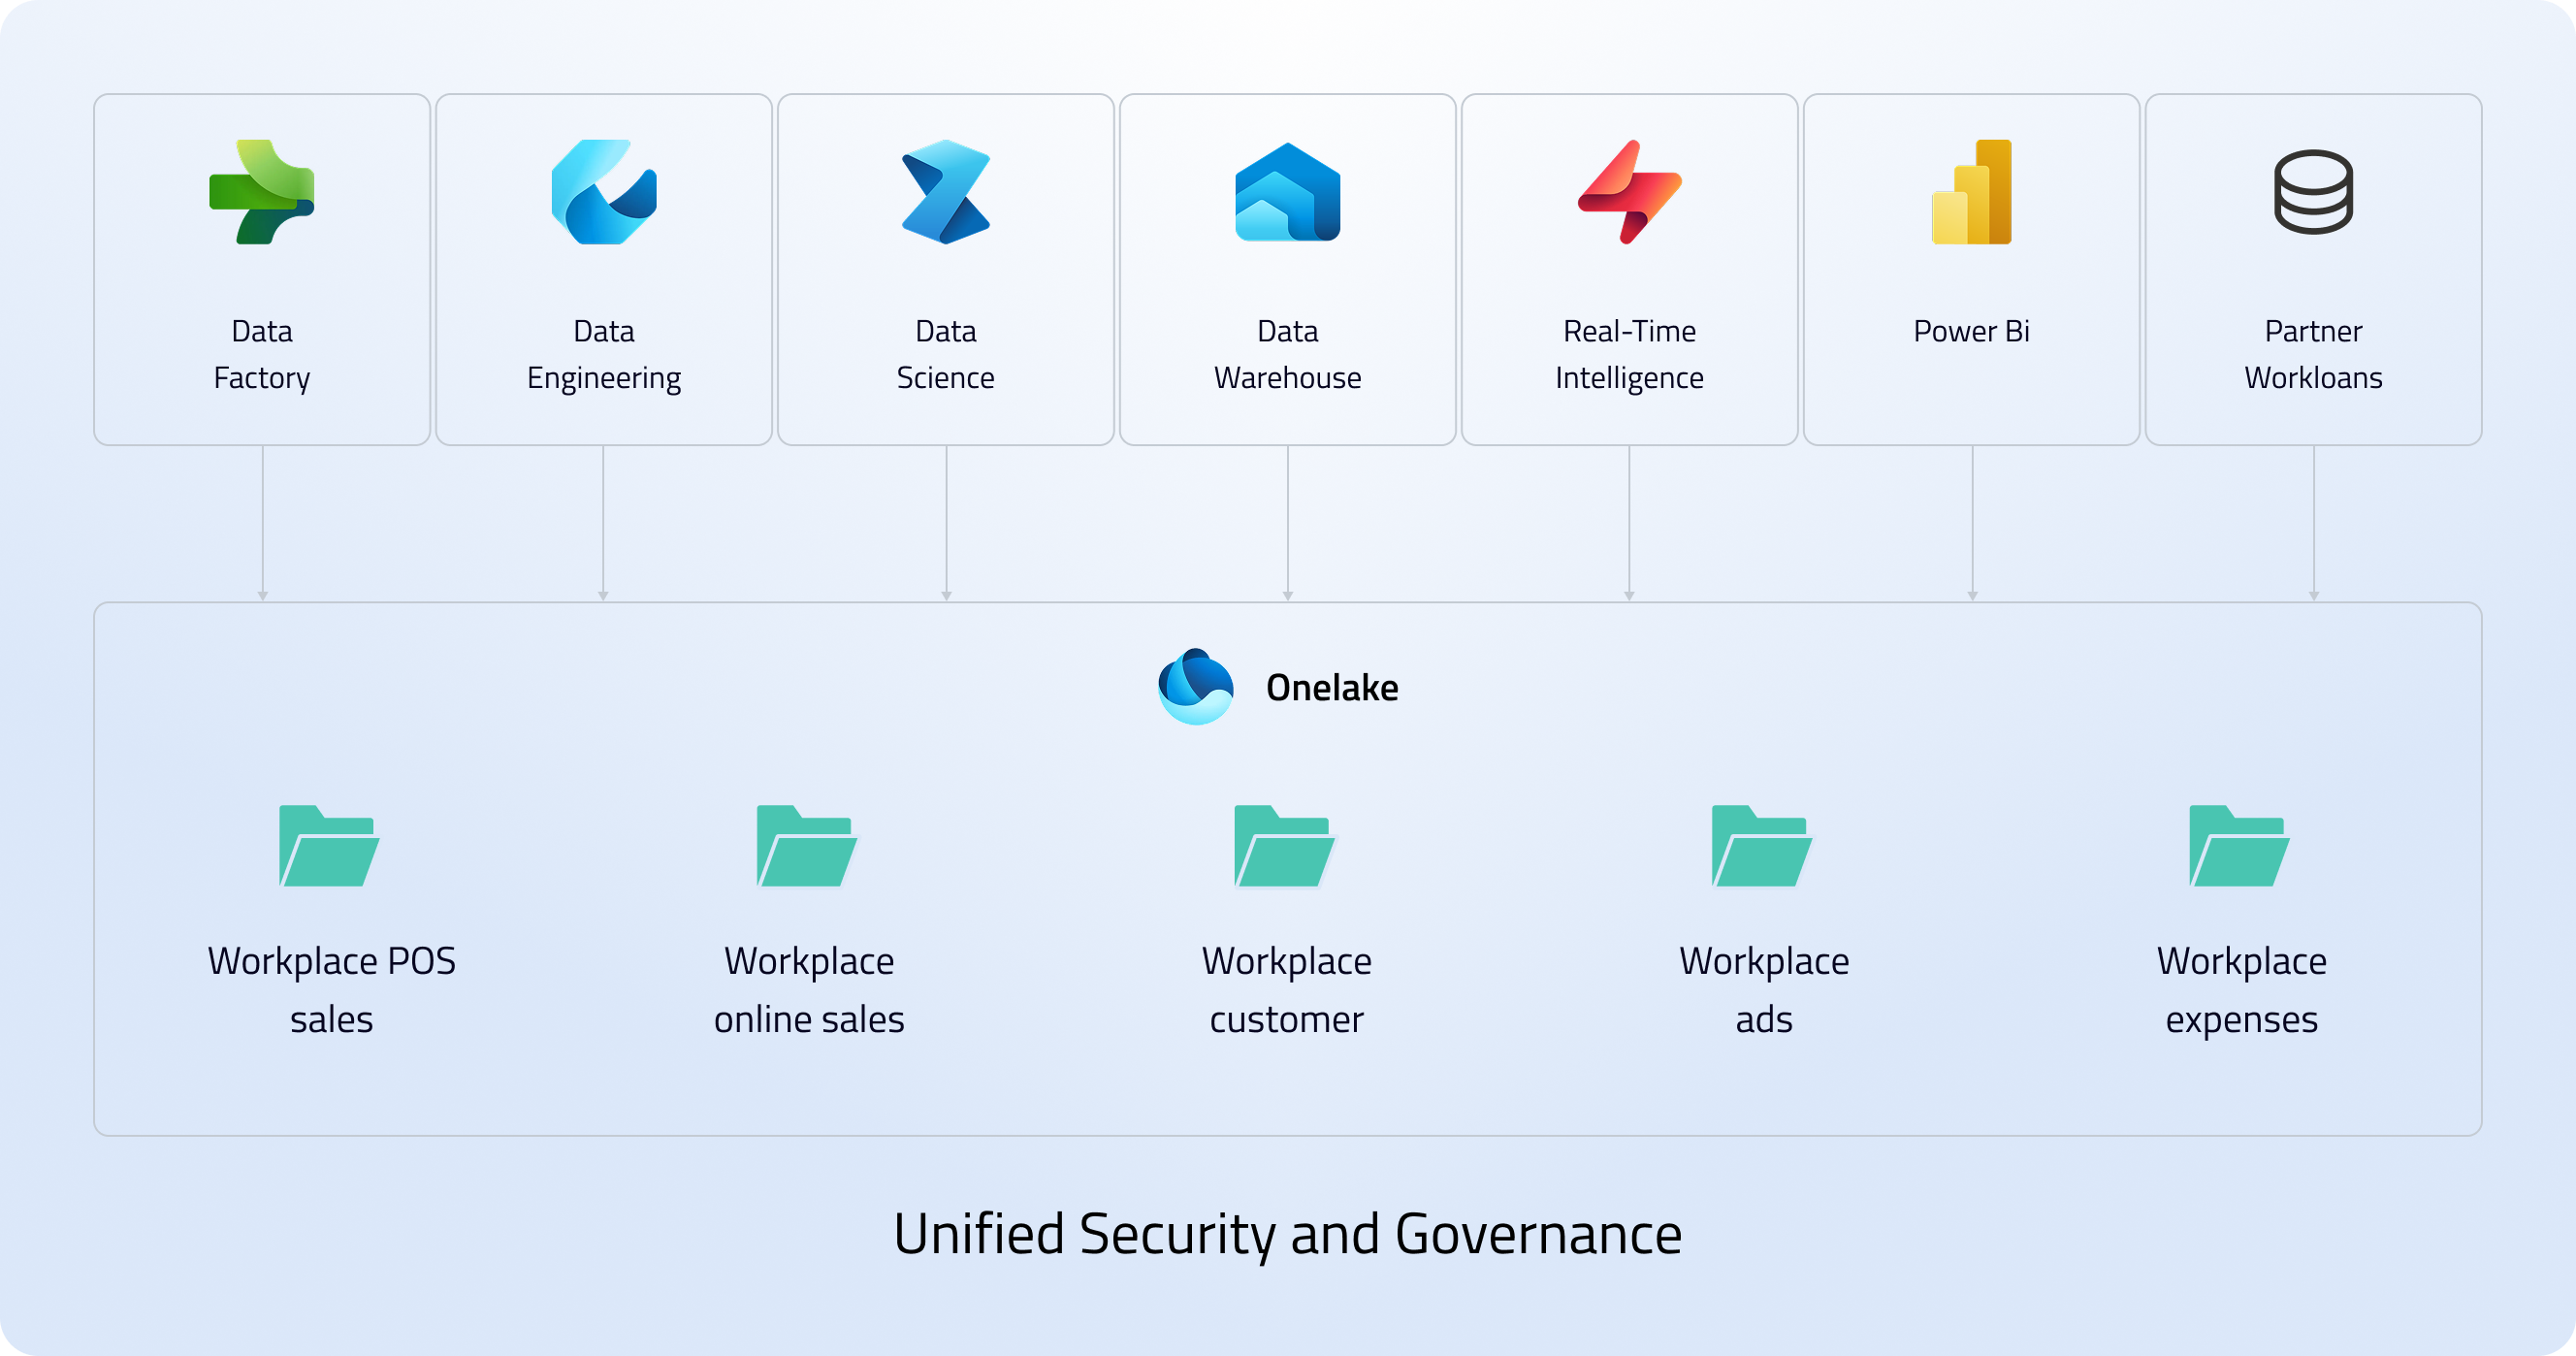 Data
Factory
Data
Engineering
Data
Science
Data
Warehouse
Real-Time
Intelligence
Power Bi
Partner
Workloans
Onelake
Workplace POS
sales
Workplace
online sales
Workplace
customer
Workplace
ads
Workplace
expenses
Unified Security and Governance